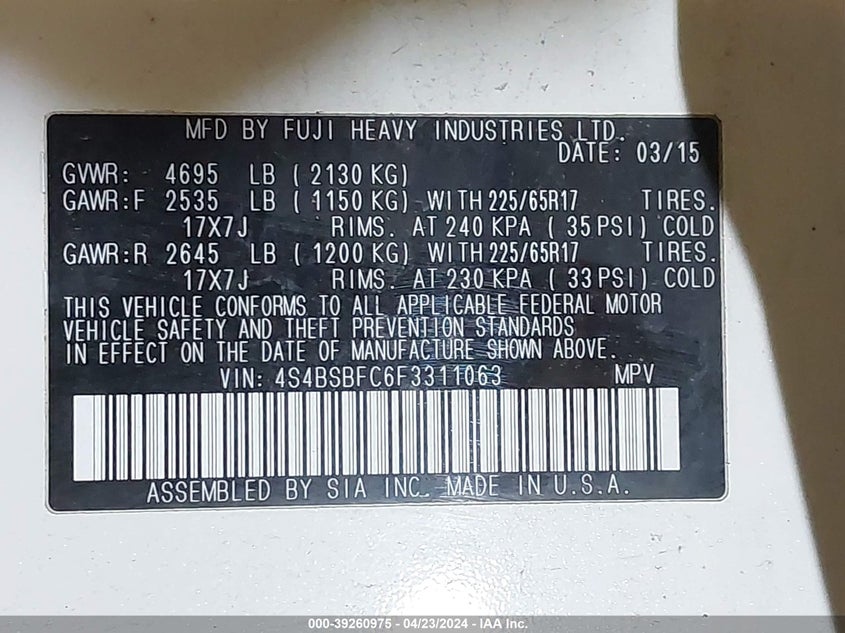 MFD BY FUJI HEAVY INDUSTRIES LTD.
DATE: 03/15
GVWR: 4695 LB ( 2130 KG)
GAWR:F 2535 LB ( 1150 KG) WITH 225/65R17 TIRES.
17X7J RIMS. AT 240 KPA ( 35 PSI) COLD
GAWR:R 2645 LB ( 1200 KG) WITH 225/65R17 TIRES.
17X7J RIMS. AT 230 KPA ( 33 PSI) COLD
THIS VEHICLE CONFORMS TO ALL APPLICABLE FEDERAL MOTOR
VEHICLE SAFETY AND THEFT PREVENTION STANDARDS
IN EFFECT ON THE DATE OF MANUFACTURE SHOWN ABOVE.
VIN: 4S4BSBFC6F3311063 MPV
ASSEMBLED BY SIA INC. MADE IN U.S.A.
000-39260975 - 04/23/2024 - IAA Inc.